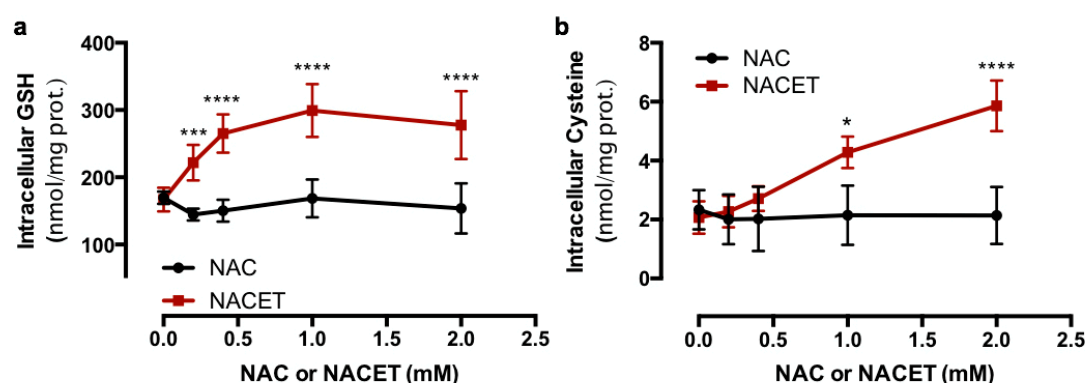 a
Intracellular GSH
(nmol/mg prot.)
400
300
200
100
***
****
****
****
NAC
NACET
0.0 0.5 1.0 1.5 2.0 2.5
NAC or NACET (mM)
b
Intracellular Cysteine
(nmol/mg prot.)
8
6
4
2
0
NAC
NACET
*
****
0.0 0.5 1.0 1.5 2.0 2.5
NAC or NACET (mM)